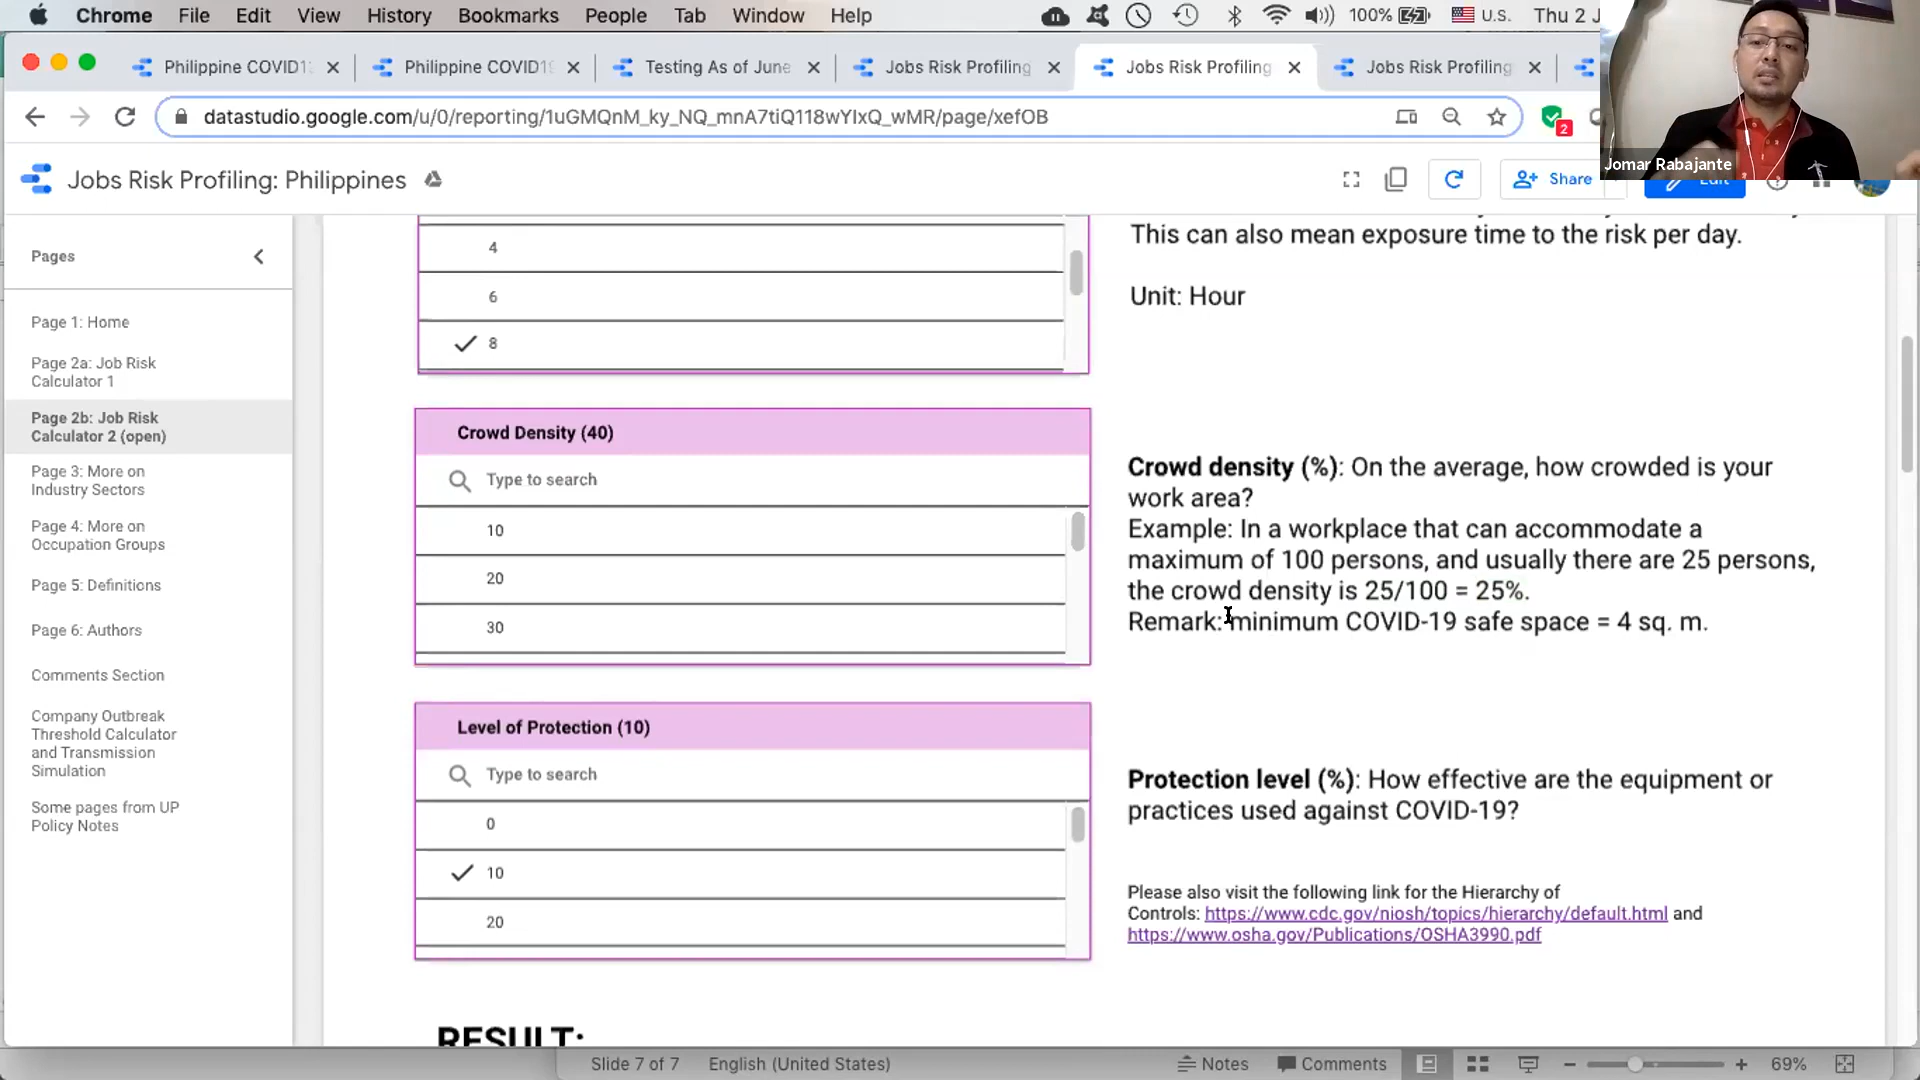 Chrome File Edit View History Bookmarks People Tab Window Help 100% U.S. Thu 2 J
Philippine COVID1 Philippine COVID19 Testing As of June Jobs Risk Profiling Jobs Risk Profiling Jobs Risk Profiling
datastudio.google.com/u/0/reporting/1uGMQnM_ky_NQ_mnA7tiQ118wYIxQ_wMR/page/xefOB
2
Jomar Rabajante
Jobs Risk Profiling: Philippines
Share
Edit
Pages
Page 1: Home
Page 2a: Job Risk
Calculator 1
Page 2b: Job Risk
Calculator 2 (open)
Page 3: More on
Industry Sectors
Page 4: More on
Occupation Groups
Page 5: Definitions
Page 6: Authors
Comments Section
Company Outbreak
Threshold Calculator
and Transmission
Simulation
Some pages from UP
Policy Notes
4
6
8
This can also mean exposure time to the risk per day.
Unit: Hour
Crowd Density (40)
Type to search
10
20
30
Crowd density (%): On the average, how crowded is your
work area?
Example: In a workplace that can accommodate a
maximum of 100 persons, and usually there are 25 persons,
the crowd density is 25/100 = 25%.
Remark: minimum COVID-19 safe space = 4 sq. m.
Level of Protection (10)
Type to search
0
10
20
Protection level (%): How effective are the equipment or
practices used against COVID-19?
Please also visit the following link for the Hierarchy of
Controls: https://www.cdc.gov/niosh/topics/hierarchy/default.html and
https://www.osha.gov/Publications/OSHA3990.pdf
RESULT:
Slide 7 of 7 English (United States) Notes Comments 69%